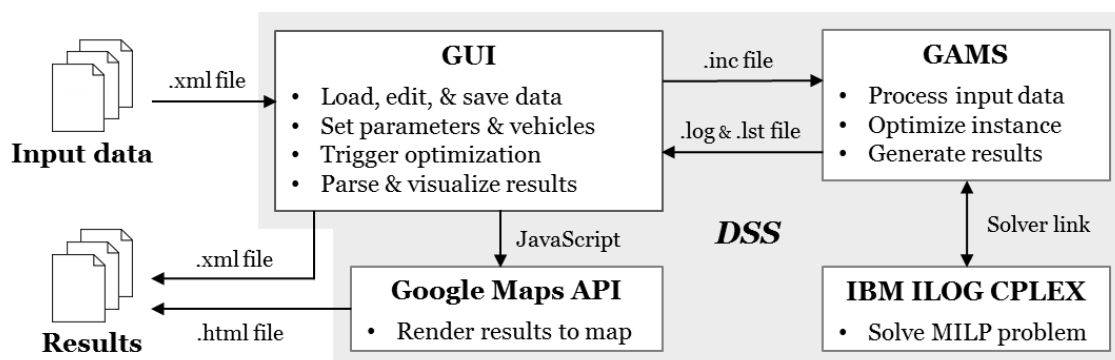 Input data
.xml file
GUI
• Load, edit, & save data
• Set parameters & vehicles
• Trigger optimization
• Parse & visualize results
.inc file
.log & .lst file
GAMS
• Process input data
• Optimize instance
• Generate results
Solver link
JavaScript
DSS
.xml file
.html file
Results
Google Maps API
• Render results to map
IBM ILOG CPLEX
• Solve MILP problem